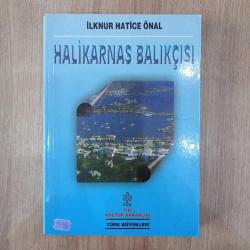 İLKNUR HATİCE ÖNAL
HALİKARNAS BALIKÇISI
T.C.
KÜLTÜR BAKANLIĞI
TÜRK BÜYÜKLERİ